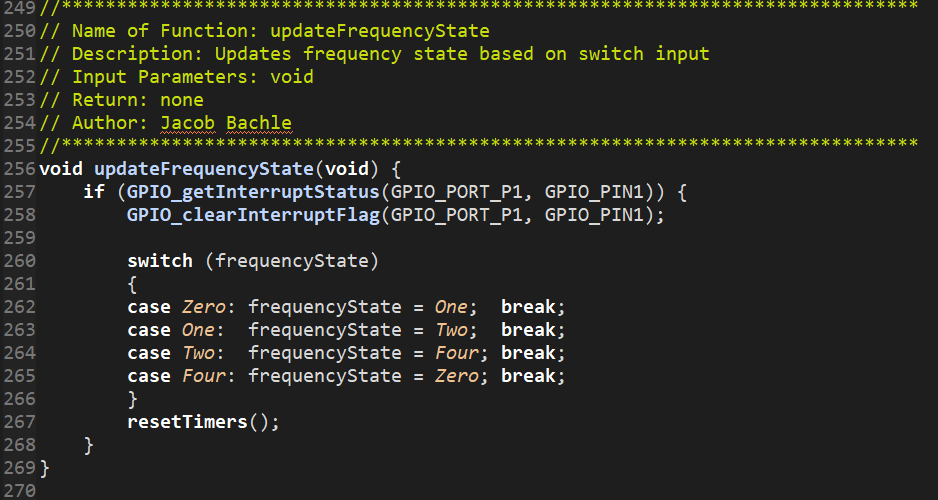 249//******************************************************************************
250// Name of Function: updateFrequencyState
251// Description: Updates frequency state based on switch input
252// Input Parameters: void
253// Return: none
254// Author: Jacob Bachle
255//******************************************************************************
256void updateFrequencyState(void) {
257    if (GPIO_getInterruptStatus(GPIO_PORT_P1, GPIO_PIN1)) {
258        GPIO_clearInterruptFlag(GPIO_PORT_P1, GPIO_PIN1);
259
260        switch (frequencyState)
261        {
262        case Zero: frequencyState = One;  break;
263        case One:  frequencyState = Two;  break;
264        case Two:  frequencyState = Four; break;
265        case Four: frequencyState = Zero; break;
266        }
267        resetTimers();
268    }
269}
270